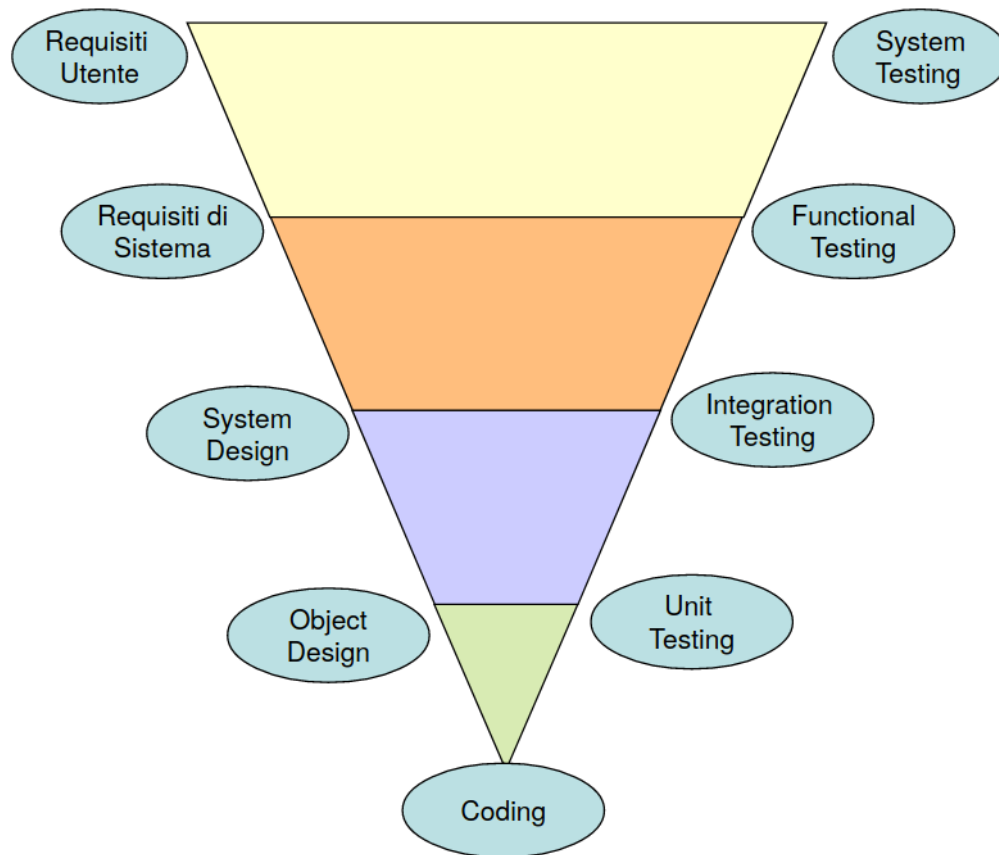 Requisiti
Utente
System
Testing
Requisiti di
Sistema
Functional
Testing
System
Design
Integration
Testing
Object
Design
Unit
Testing
Coding